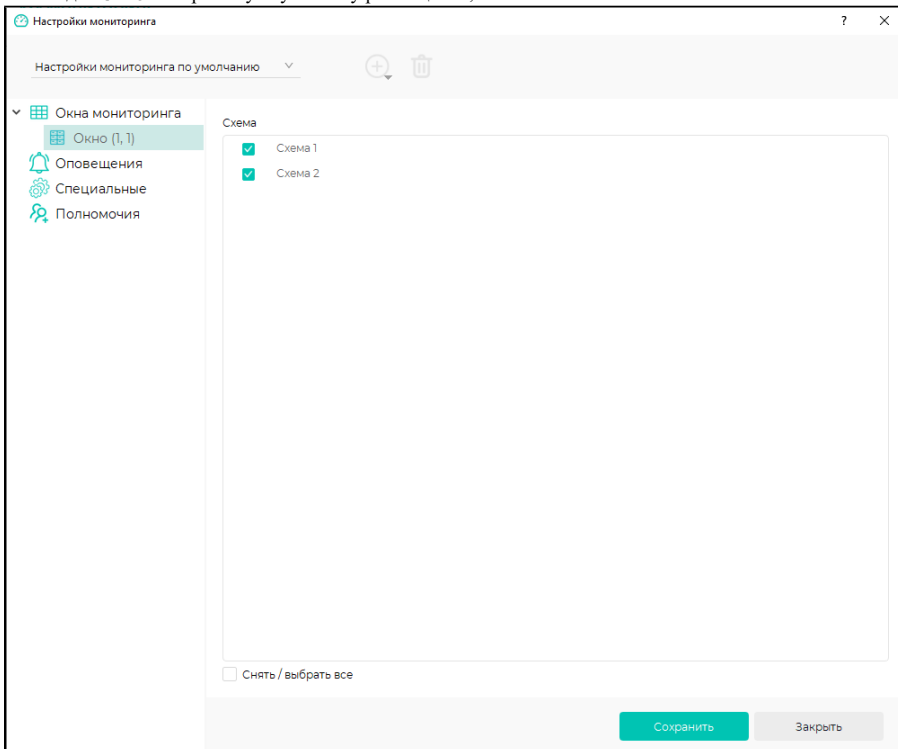 Настройки мониторинга
?
Настройки мониторинга по умолчанию
Окна мониторинга
Окно (1, 1)
Оповещения
Специальные
Полномочия
Схема
Схема 1
Схема 2
Снять / выбрать все
Сохранить
Закрыть